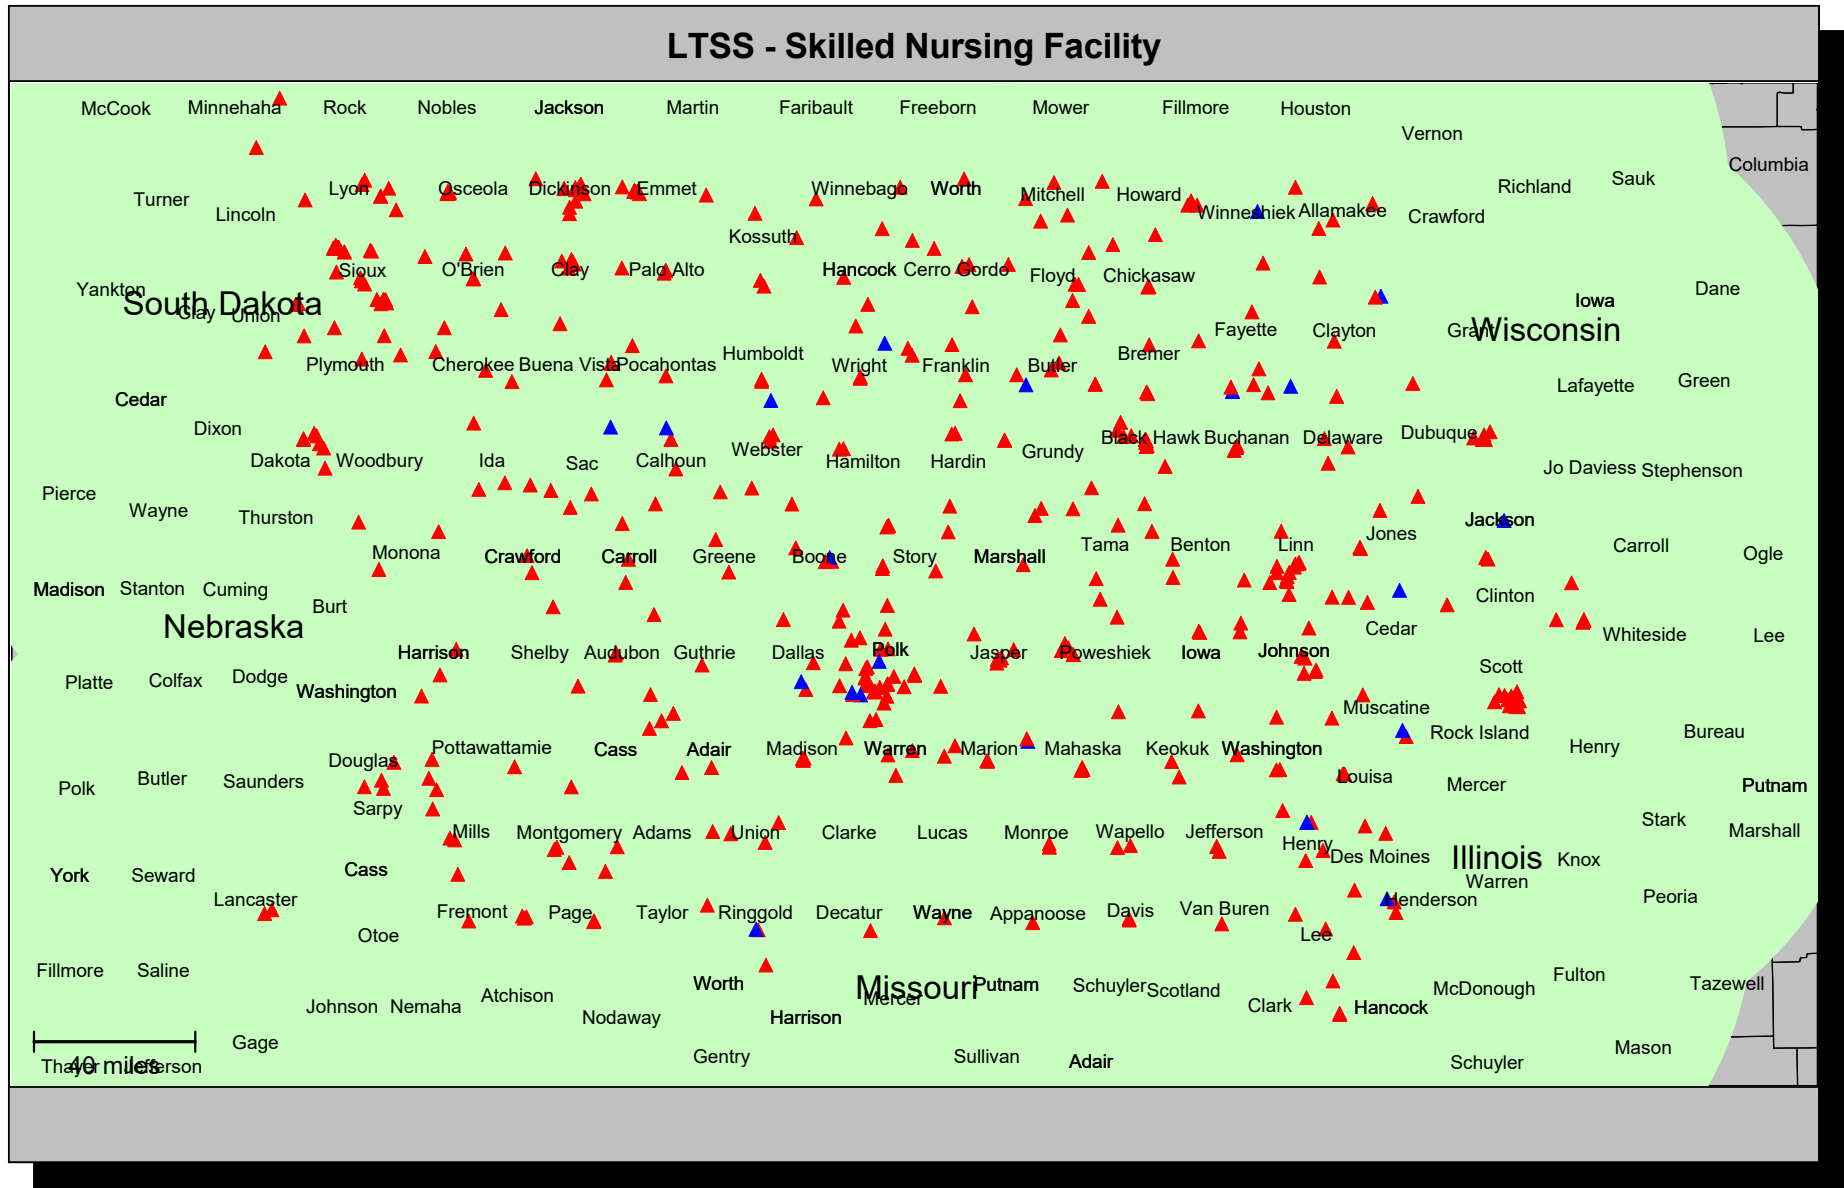 LTSS - Skilled Nursing Facility
McCook Minnehaha Rock Nobles Jackson Martin Faribault Freeborn Mower Fillmore Houston
Vernon
Columbia
Turner Lincoln Lyon Osceola Dickinson Emmet Winnebago Worth Mitchell Howard Winneshiek Allamakee Crawford Richland Sauk
Kossuth
Yankton Sioux O'Brien Clay Palo Alto Hancock Cerro Gordo Floyd Chickasaw
South Dakota
Clay Union
Iowa Dane
Fayette Clayton Grant Wisconsin
Plymouth Cherokee Buena Vista Pocahontas Humboldt Wright Franklin Butler Bremer
Cedar Lafayette Green
Dixon
Dakota Woodbury Ida Sac Calhoun Webster Hamilton Hardin Grundy Black Hawk Buchanan Delaware Dubuque
Jo Daviess Stephenson
Pierce Wayne Thurston
Jackson
Monona Crawford Carroll Greene Boone Story Marshall Tama Benton Linn Jones Carroll Ogle
Madison Stanton Cuming Burt
Clinton
Nebraska
Cedar Whiteside Lee
Harrison Shelby Audubon Guthrie Dallas Polk Jasper Poweshiek Iowa Johnson Scott
Platte Colfax Dodge Washington
Muscatine
Rock Island Henry Bureau
Douglas Pottawattamie Cass Adair Madison Warren Marion Mahaska Keokuk Washington
Polk Butler Saunders Sarpy
Louisa Mercer Putnam
Stark Marshall
Mills Montgomery Adams Union Clarke Lucas Monroe Wapello Jefferson Henry Des Moines
Illinois Knox
York Seward Cass
Warren
Lancaster Henderson Peoria
Fremont Page Taylor Ringgold Decatur Wayne Appanoose Davis Van Buren Lee
Otoe
Fillmore Saline
Fulton Tazewell
Worth Missouri Mercer Putnam Schuyler Scotland Clark Hancock McDonough
Johnson Nemaha Atchison Nodaway Harrison
Gage
Gentry Sullivan Adair Schuyler Mason
Thayer Jefferson
40 miles